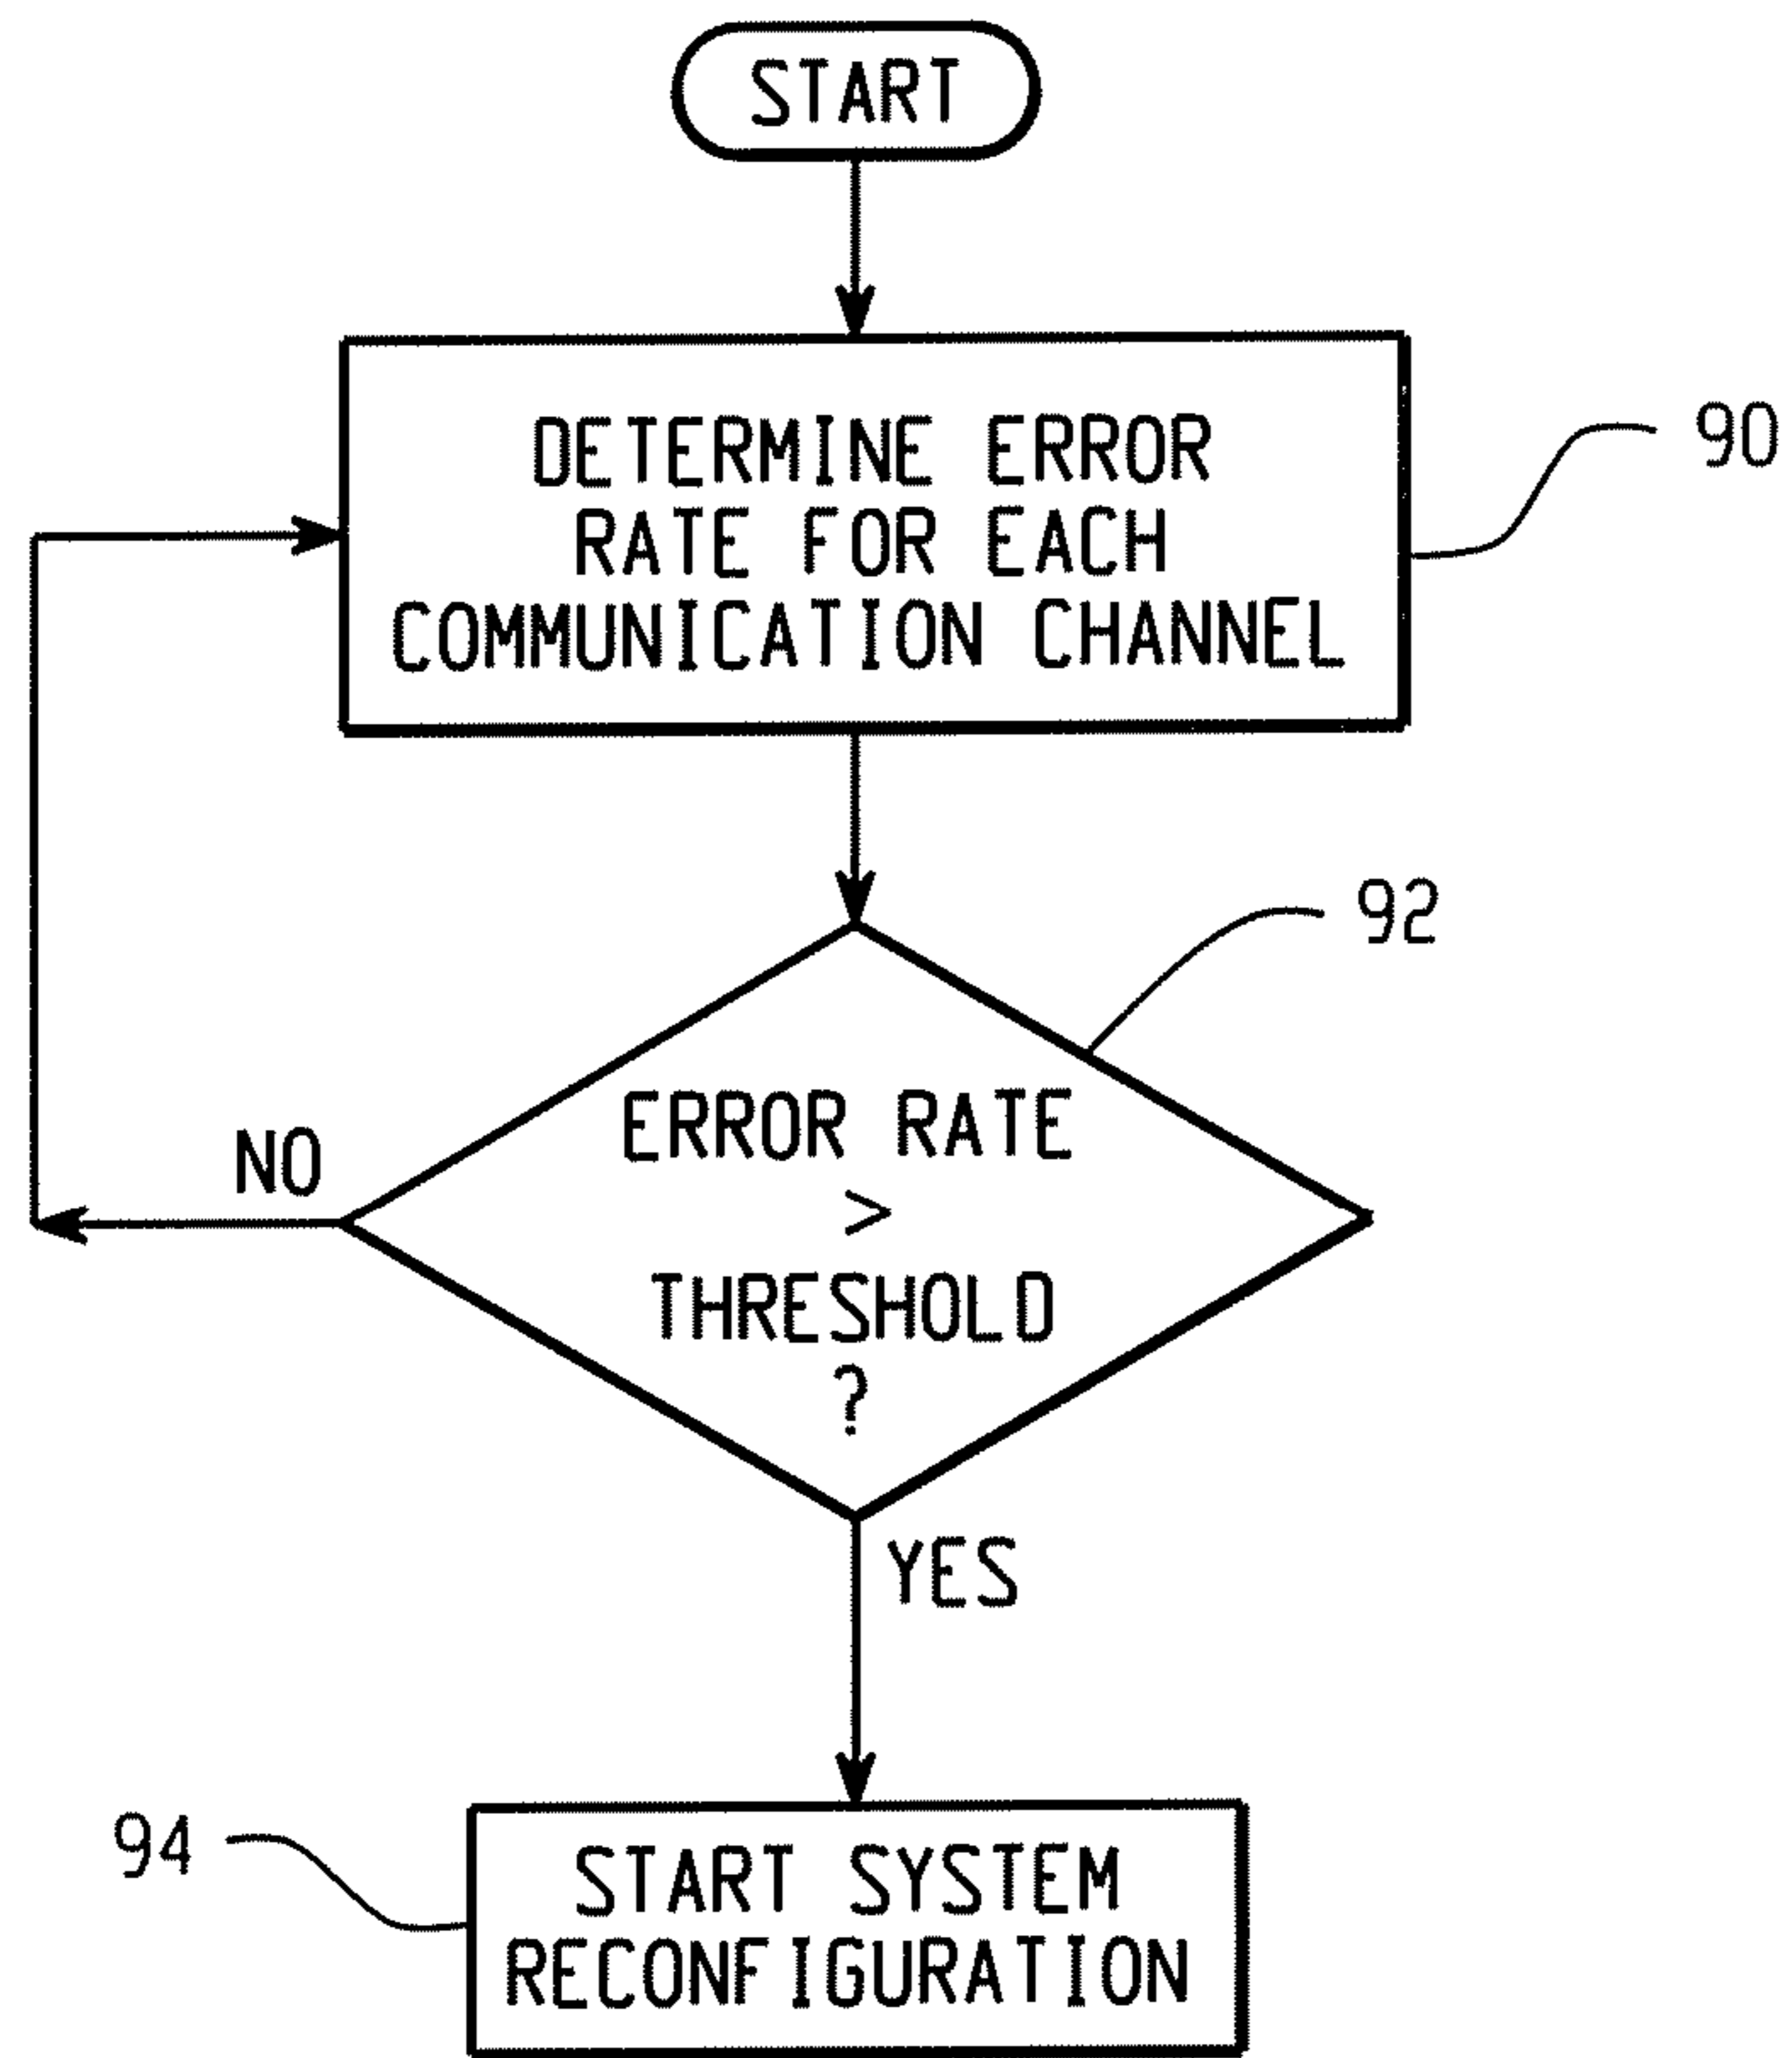 START
DETERMINE ERROR
RATE FOR EACH
COMMUNICATION CHANNEL
90
92
ERROR RATE
>
THRESHOLD
?
NO
YES
94
START SYSTEM
RECONFIGURATION